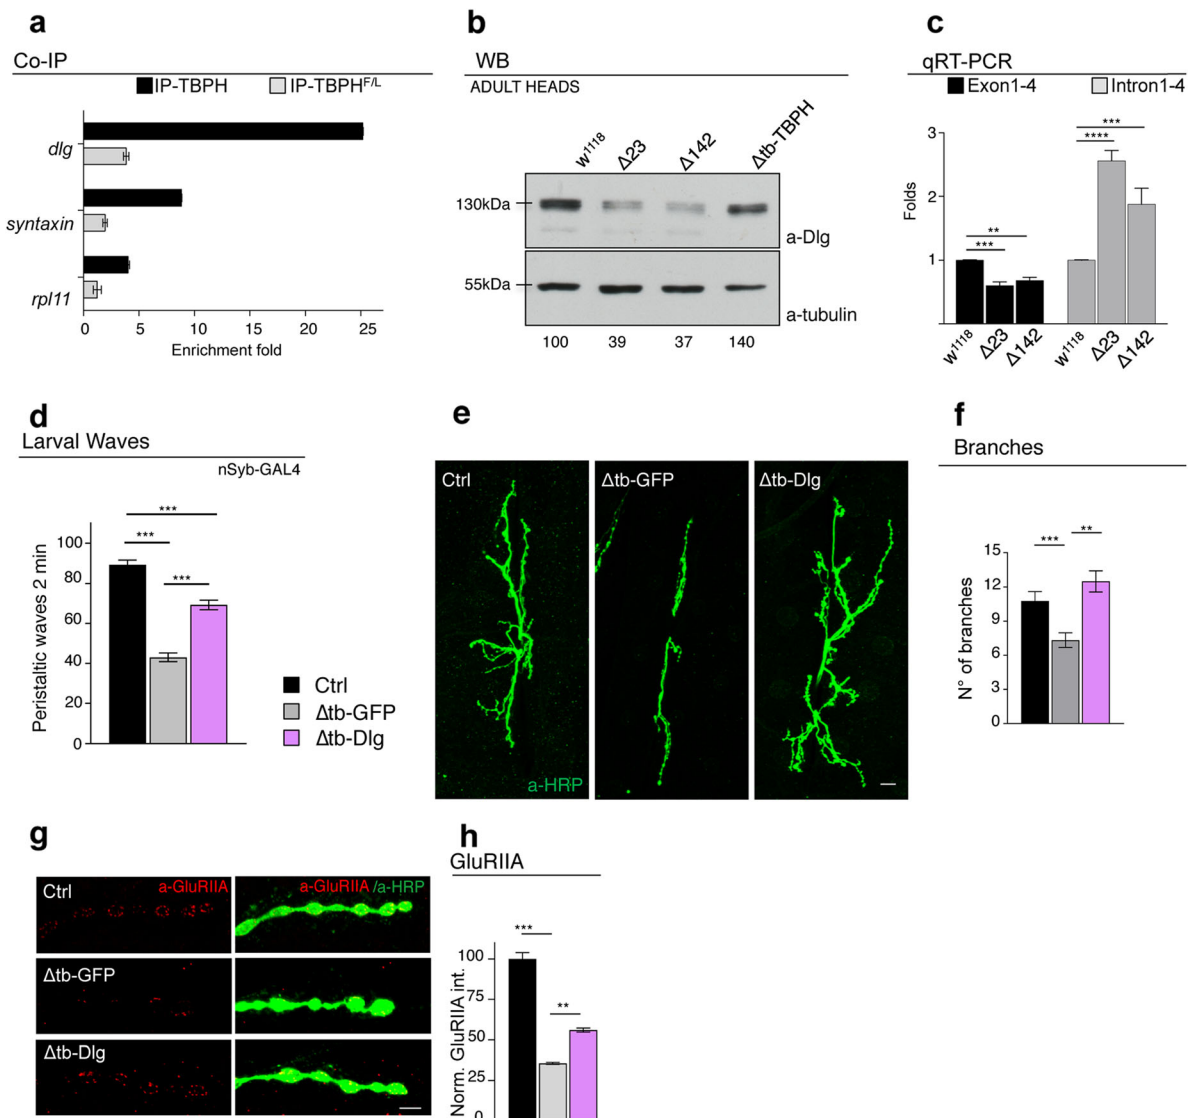 a
Co-IP
IP-TBPH IP-TBPH^F/L
dlg
syntaxin
rpl11
0 5 10 15 20 25
Enrichment fold
b
WB
ADULT HEADS
w^1118 Δ23 Δ142 Δtb-TBPH
130kDa
a-Dlg
55kDa
a-tubulin
100 39 37 140
c
qRT-PCR
Exon1-4 Intron1-4
Folds
3
2
1
***
****
**
***
w^1118 Δ23 Δ142 w^1118 Δ23 Δ142
d
Larval Waves
nSyb-GAL4
Peristaltic waves 2 min
100
80
60
40
20
0
***
***
***
Ctrl
Δtb-GFP
Δtb-Dlg
e
Ctrl Δtb-GFP Δtb-Dlg
a-HRP
f
Branches
N° of branches
15
12
9
6
3
0
*** **
g
Ctrl a-GluRIIA a-GluRIIA/a-HRP
Δtb-GFP
Δtb-Dlg
h
GluRIIA
Norm. GluRIIA int.
100
75
50
25
0
***
**